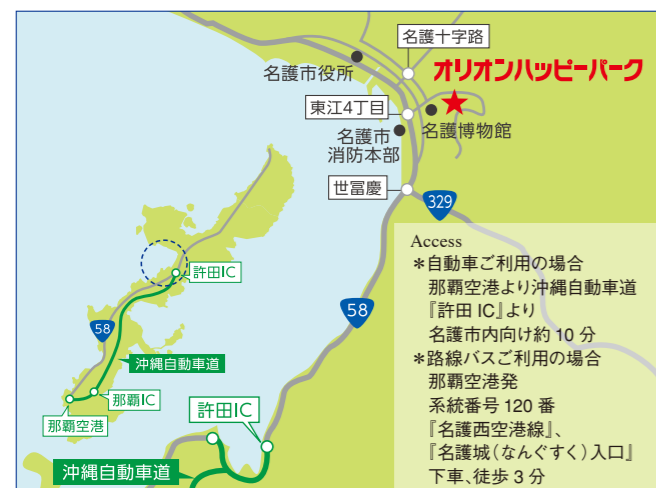 名護十字路
名護市役所
オリオンハッピーパーク
東江4丁目
名護博物館
名護市
消防本部
世冨慶
329
58
許田IC
58
沖縄自動車道
那覇IC
那覇空港
許田IC
沖縄自動車道
Access
＊自動車ご利用の場合
那覇空港より沖縄自動車道
『許田 IC』より
名護市内向け約 10 分
＊路線バスご利用の場合
那覇空港発
系統番号 120 番
『名護西空港線』、
『名護城（なんぐすく）入口』
下車、徒歩 3 分